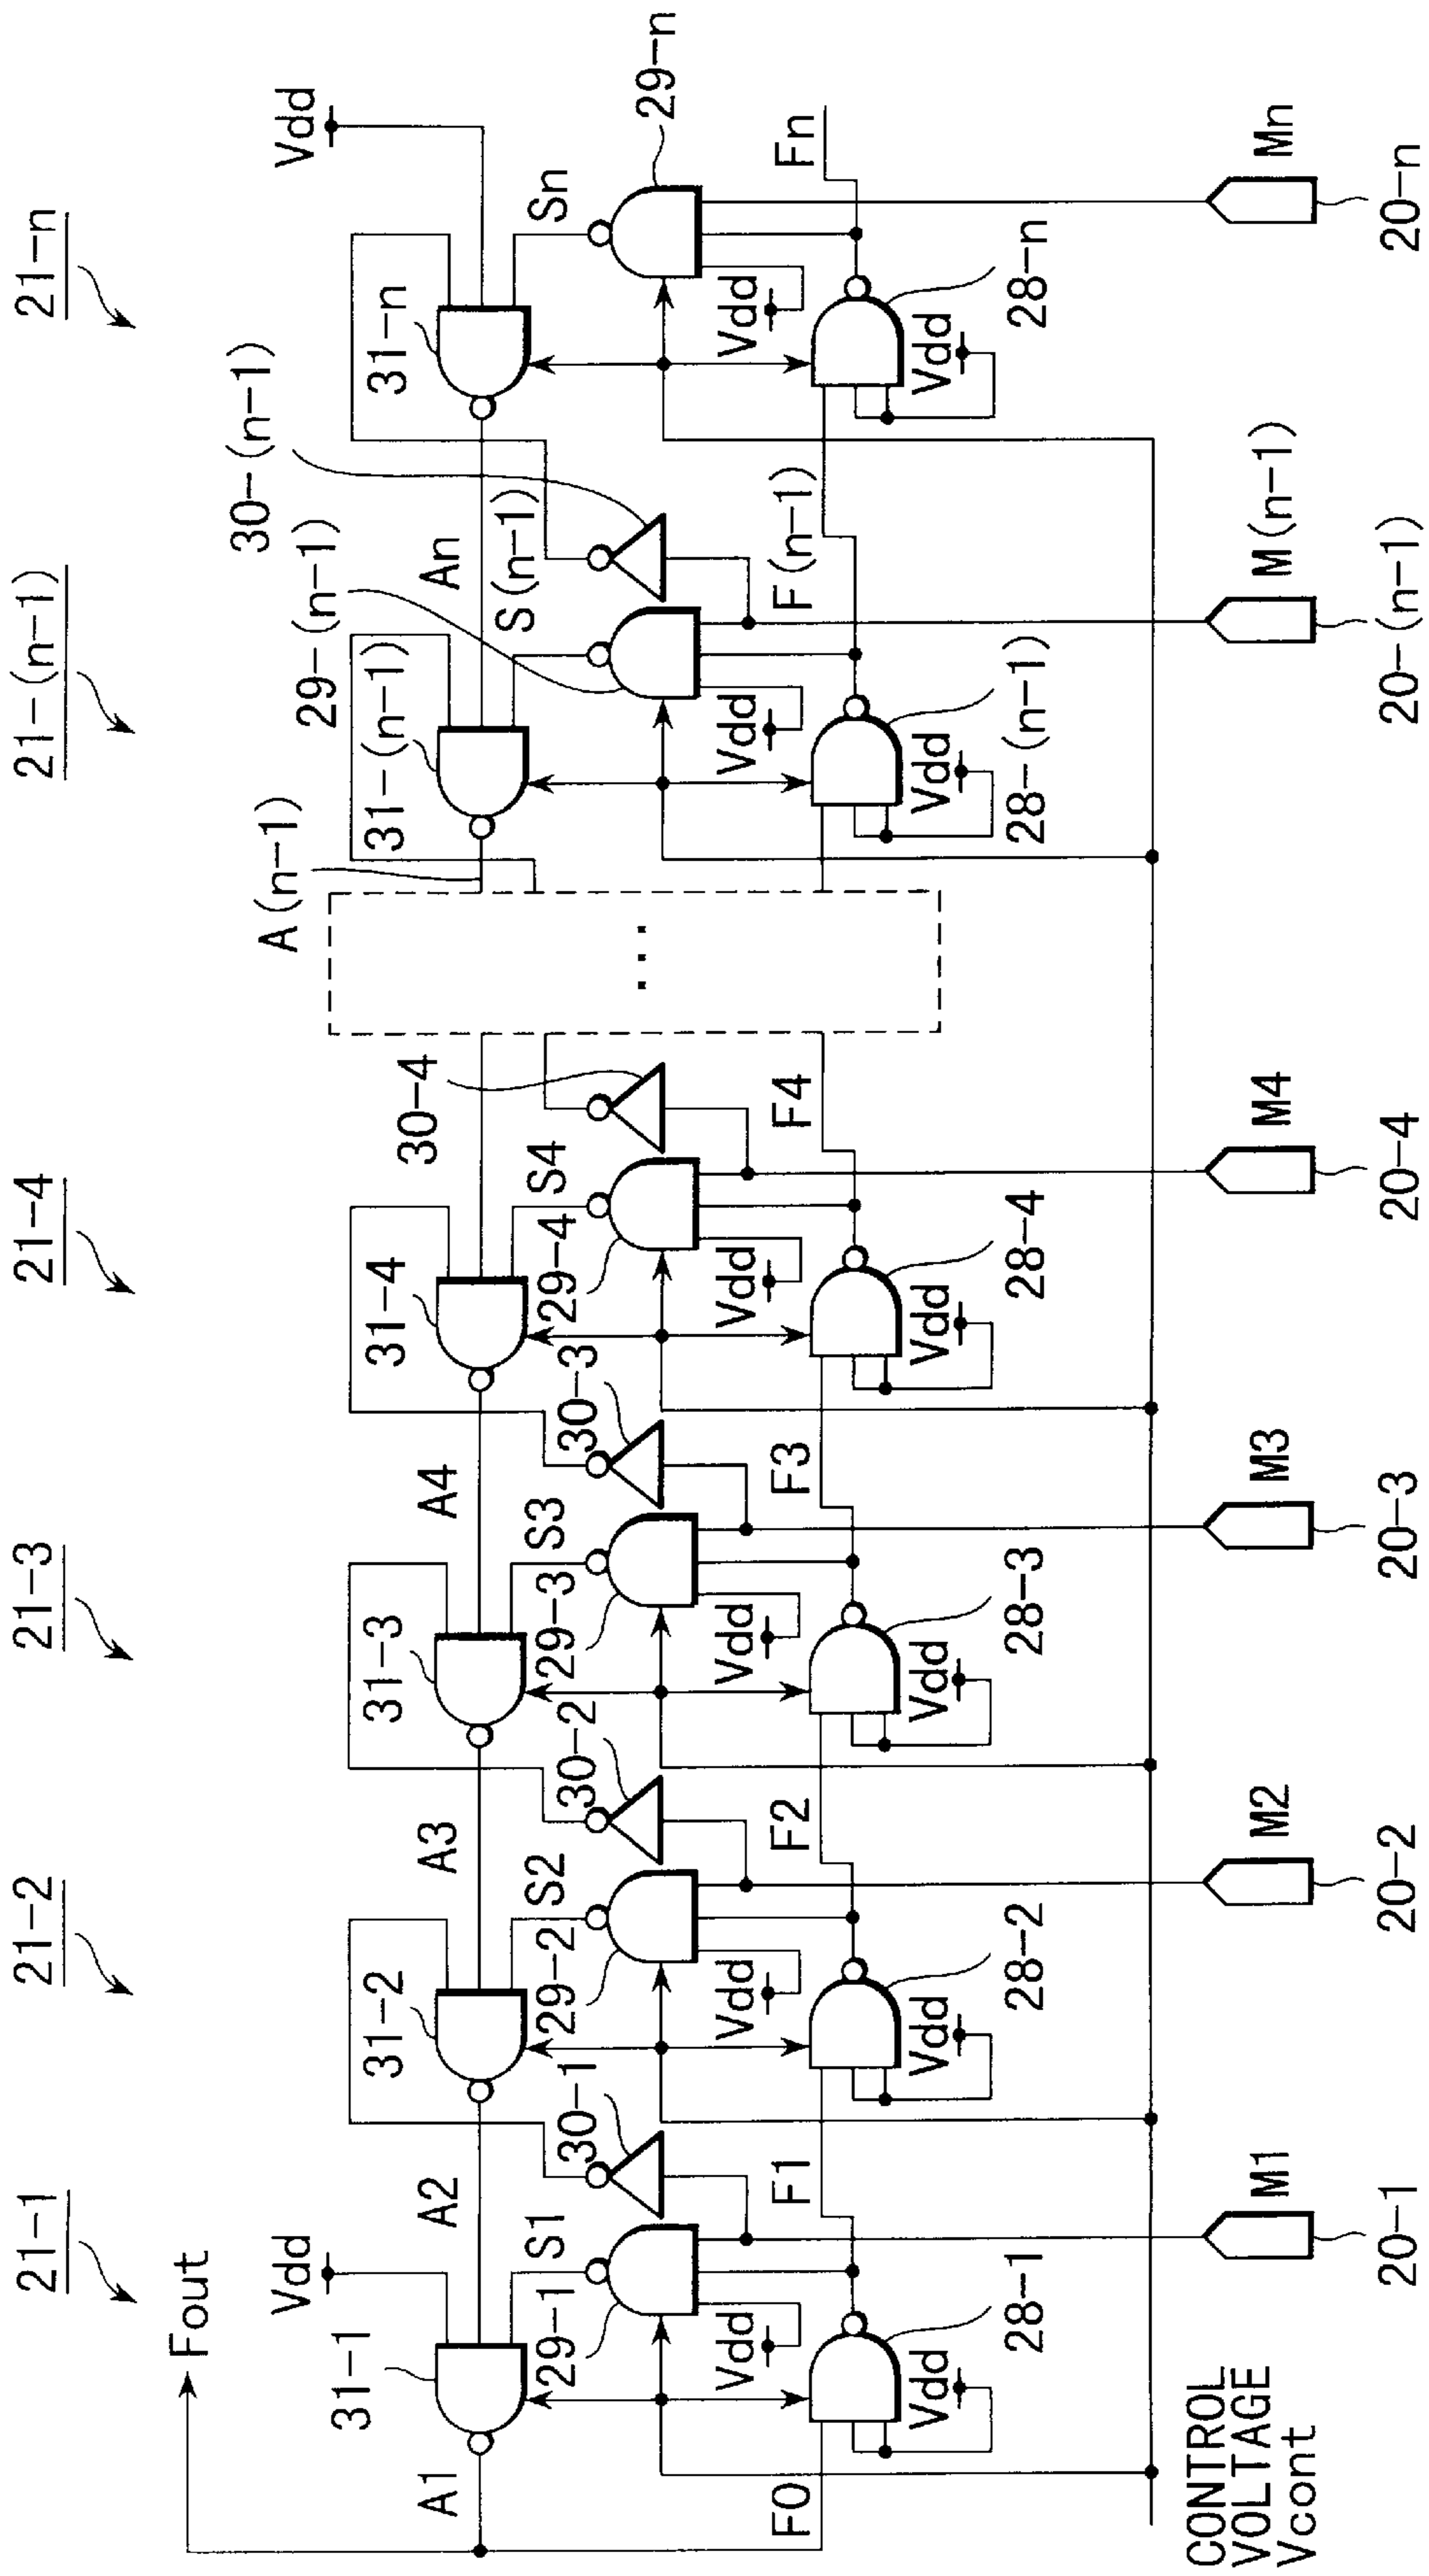 21-1
21-2
21-3
21-4
21-(n-1)
21-n
Fout
Vdd
31-1
31-2
31-3
31-4
A(n-1)
31-(n-1)
29-(n-1)
30-(n-1)
31-n
Vdd
30-4
A1
A2
A3
A4
An
29-1
S1
30-1
29-2
S2
30-2
29-3
S3
30-3
29-4
S4
S(n-1)
Sn
29-n
Vdd
Vdd
Vdd
Vdd
Vdd
Vdd
F0
F1
F2
F3
F4
F(n-1)
Fn
Vdd
Vdd
Vdd
Vdd
Vdd
Vdd
28-1
28-2
28-3
28-4
28-(n-1)
28-n
CONTROL
VOLTAGE
Vcont
M1
M2
M3
M4
M(n-1)
Mn
20-1
20-2
20-3
20-4
20-(n-1)
20-n